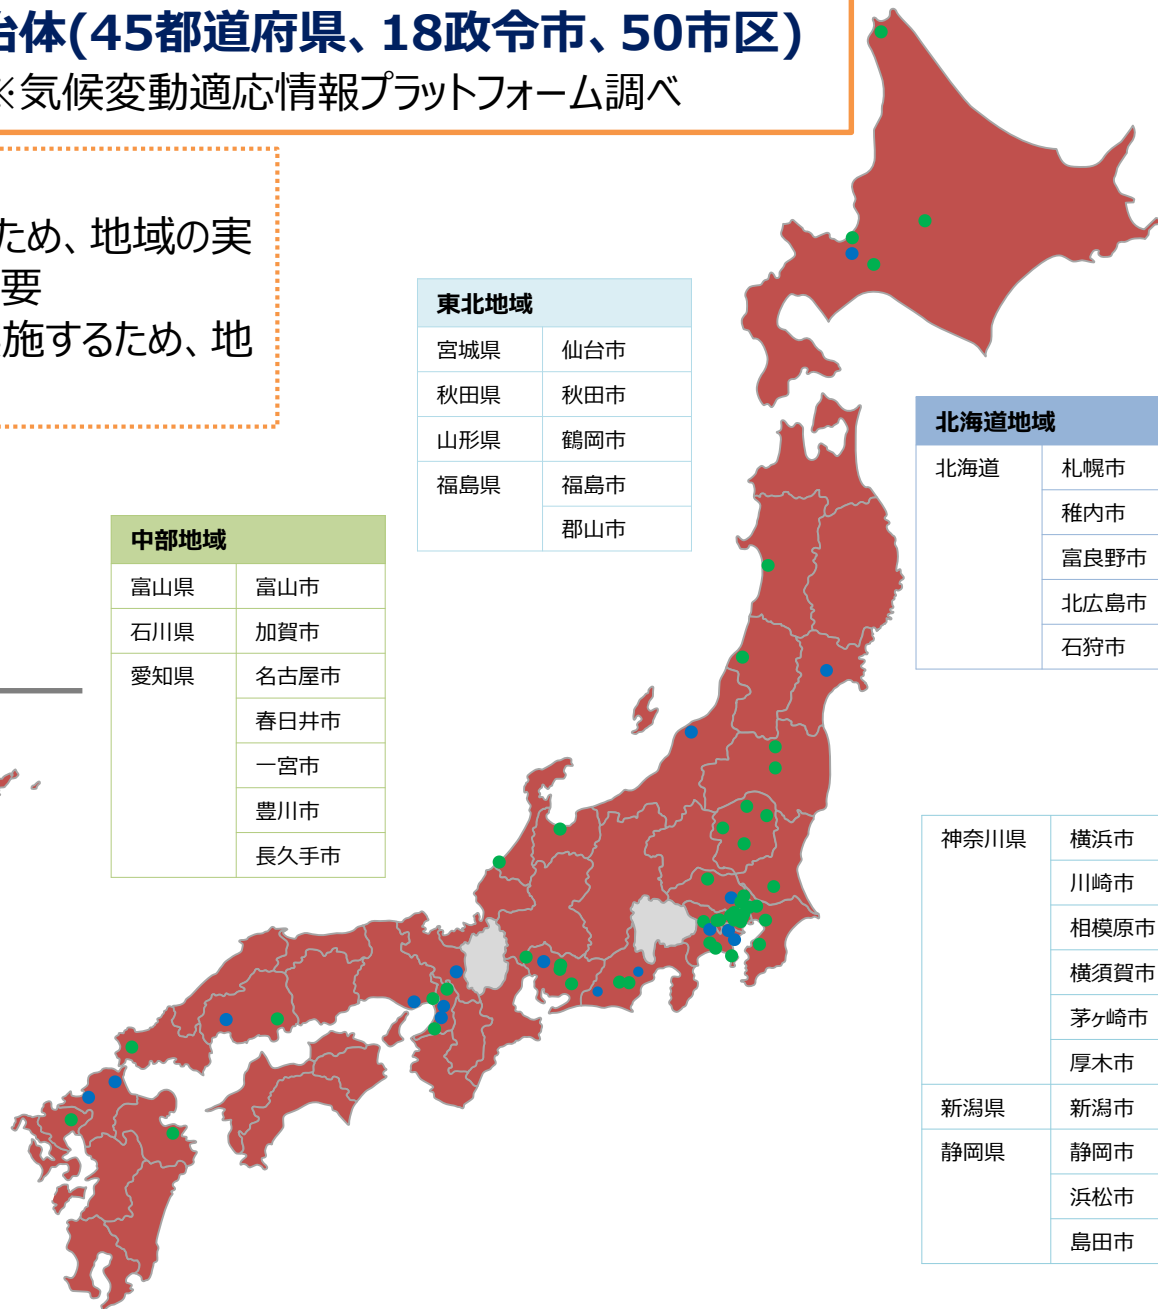 治体(45都道府県、18政令市、50市区)
※気候変動適応情報プラットフォーム調べ
ため、地域の実
要
施するため、地
東北地域
宮城県 仙台市
秋田県 秋田市
山形県 鶴岡市
福島県 福島市
郡山市
北海道地域
北海道 札幌市
稚内市
富良野市
北広島市
石狩市
中部地域
富山県 富山市
石川県 加賀市
愛知県 名古屋市
春日井市
一宮市
豊川市
長久手市
神奈川県 横浜市
川崎市
相模原市
横須賀市
茅ヶ崎市
厚木市
新潟県 新潟市
静岡県 静岡市
浜松市
島田市